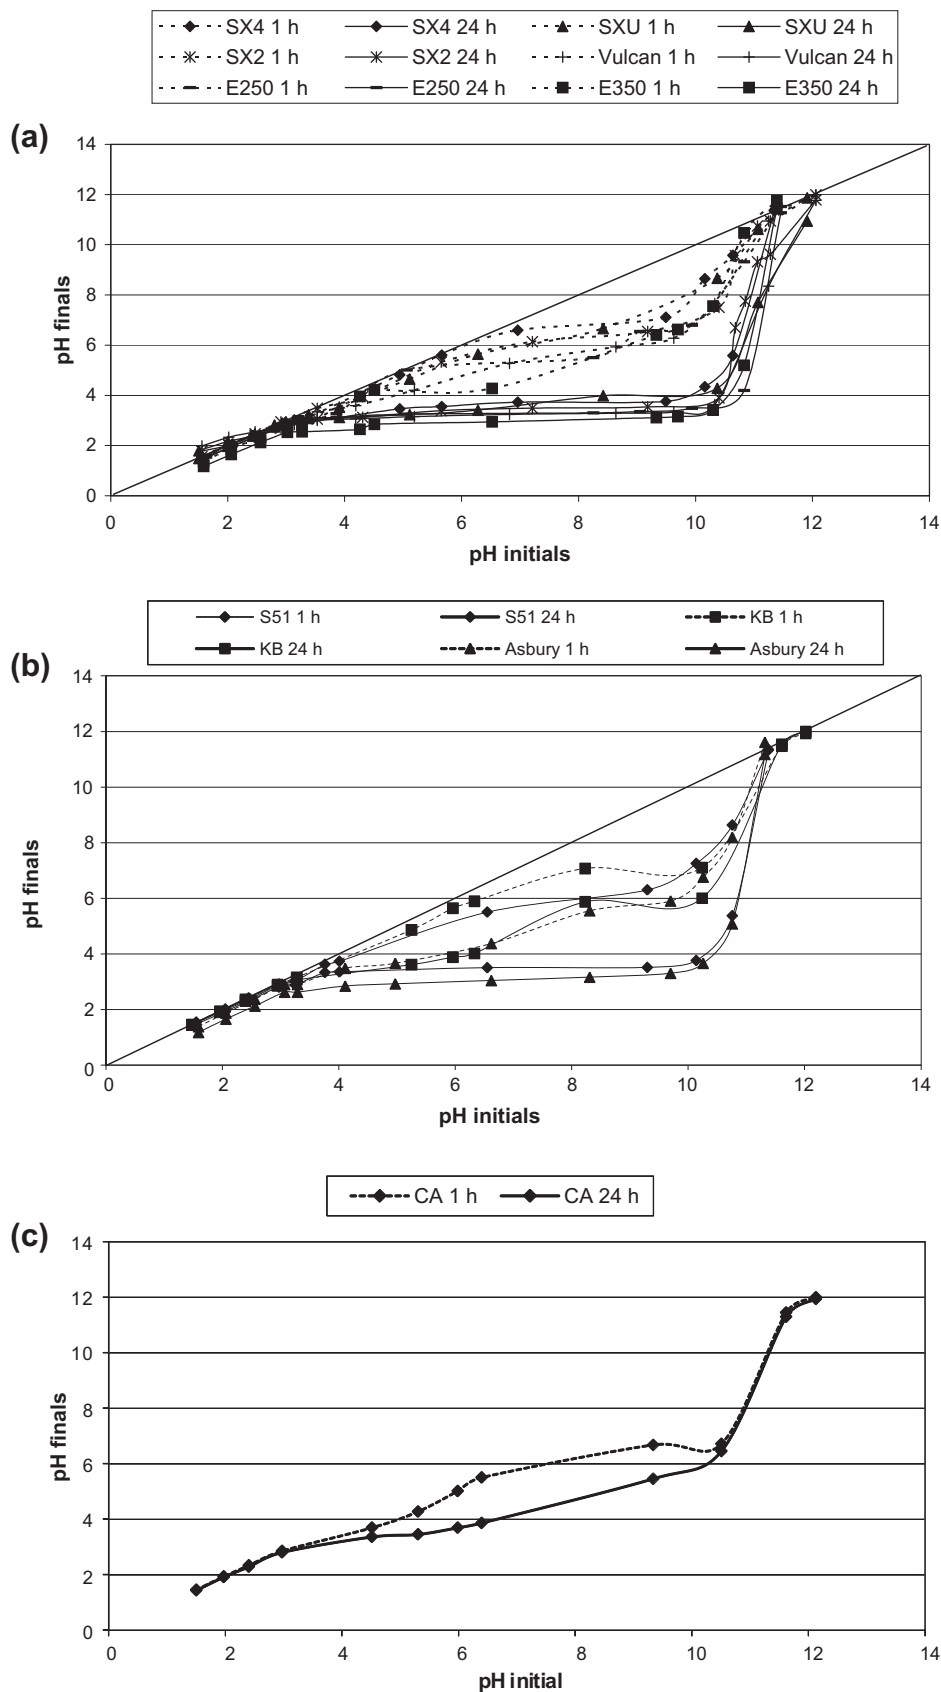 SX4 1 h SX4 24 h SXU 1 h SXU 24 h
SX2 1 h SX2 24 h Vulcan 1 h Vulcan 24 h
E250 1 h E250 24 h E350 1 h E350 24 h
(a)
14
12
10
8
6
4
2
0
pH finals
0 2 4 6 8 10 12 14
pH initials
S51 1 h S51 24 h KB 1 h
KB 24 h Asbury 1 h Asbury 24 h
(b)
14
12
10
8
6
4
2
0
pH finals
0 2 4 6 8 10 12 14
pH initials
CA 1 h CA 24 h
(c)
14
12
10
8
6
4
2
0
pH finals
0 2 4 6 8 10 12 14
pH initial